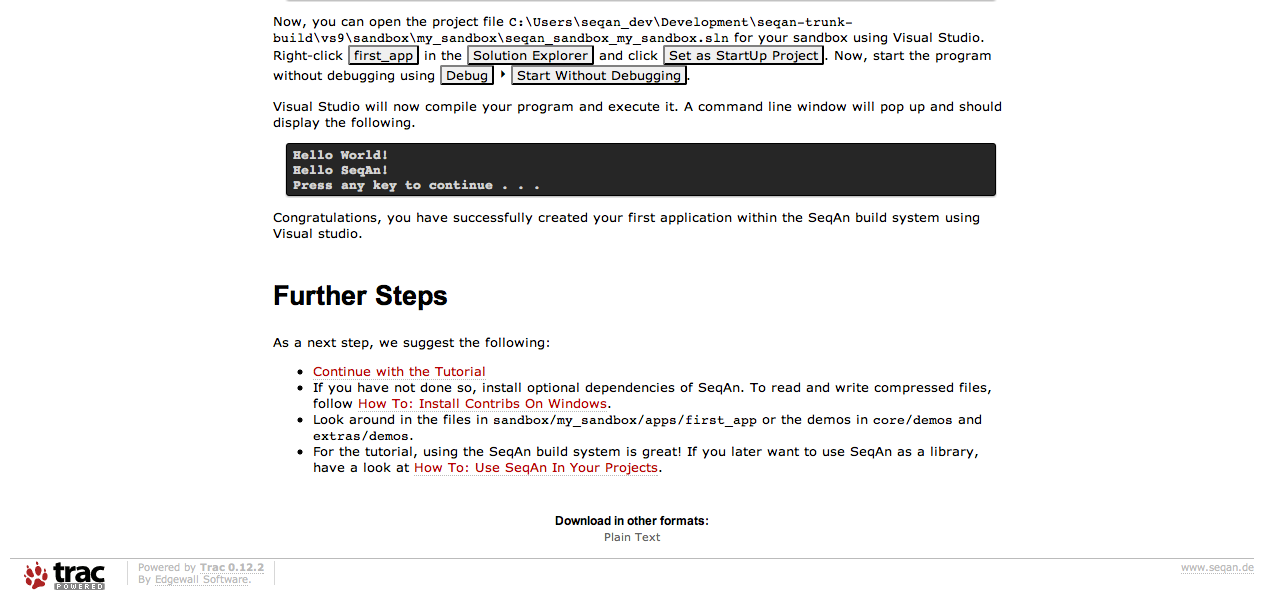 Now, you can open the project file C:\Users\seqan_dev\Development\seqan-trunk-
build\vs9\sandbox\my_sandbox\seqan_sandbox_my_sandbox.sln for your sandbox using Visual Studio.
Right-click first_app in the Solution Explorer and click Set as StartUp Project. Now, start the program
without debugging using Debug ‣ Start Without Debugging.
Visual Studio will now compile your program and execute it. A command line window will pop up and should
display the following.
Hello World!
Hello SeqAn!
Press any key to continue . . .
Congratulations, you have successfully created your first application within the SeqAn build system using
Visual studio.
Further Steps
As a next step, we suggest the following:
• Continue with the Tutorial
• If you have not done so, install optional dependencies of SeqAn. To read and write compressed files,
follow How To: Install Contribs On Windows.
• Look around in the files in sandbox/my_sandbox/apps/first_app or the demos in core/demos and
extras/demos.
• For the tutorial, using the SeqAn build system is great! If you later want to use SeqAn as a library,
have a look at How To: Use SeqAn In Your Projects.
Download in other formats:
Plain Text
trac
POWERED
Powered by Trac 0.12.2
By Edgewall Software.
www.seqan.de